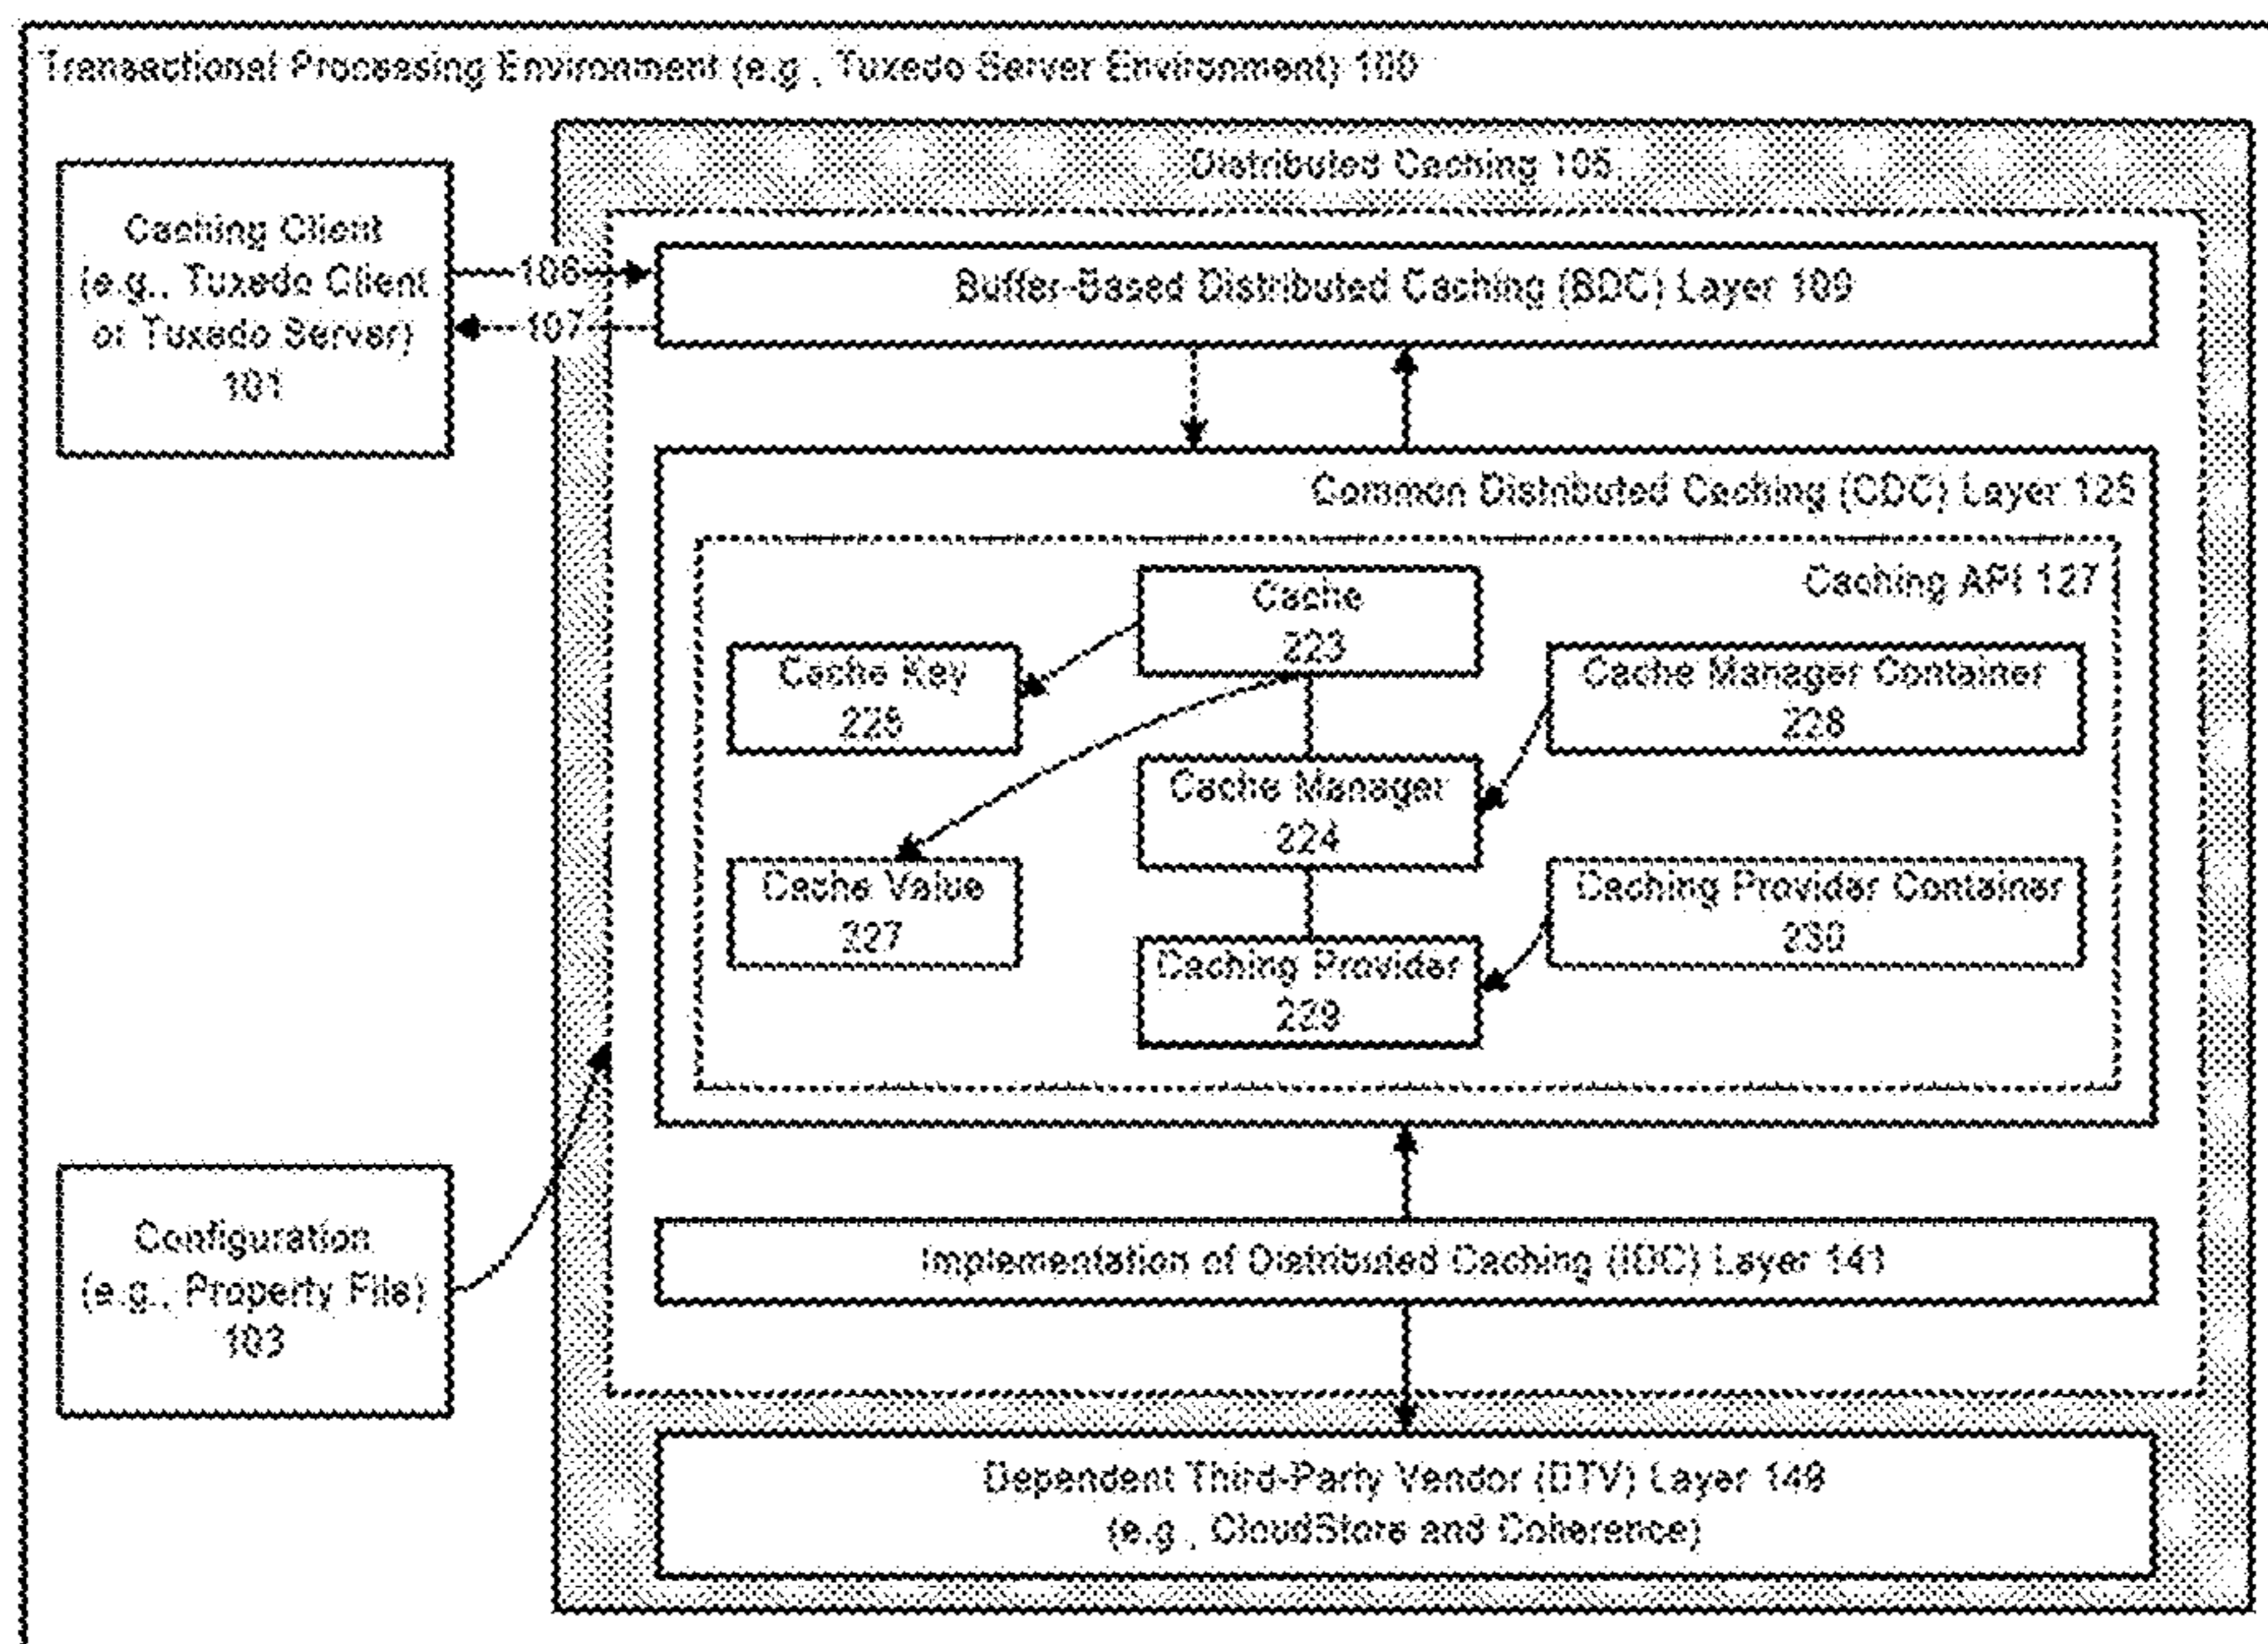 Transactional Processing Environment (e.g., Tuxedo Server Environment) 100
Distributed Caching 105
Caching Client
(e.g., Tuxedo Client
or Tuxedo Server)
101
106
107
Buffer-Based Distributed Caching (BDC) Layer 109
Common Distributed Caching (CDC) Layer 125
Caching API 127
Cache
223
Cache Key
225
Cache Manager Container
228
Cache Manager
224
Cache Value
227
Caching Provider Container
230
Caching Provider
229
Configuration
(e.g., Property File)
103
Implementation of Distributed Caching (IDC) Layer 141
Dependent Third-Party Vendor (DTV) Layer 149
(e.g., CloudStore and Coherence)